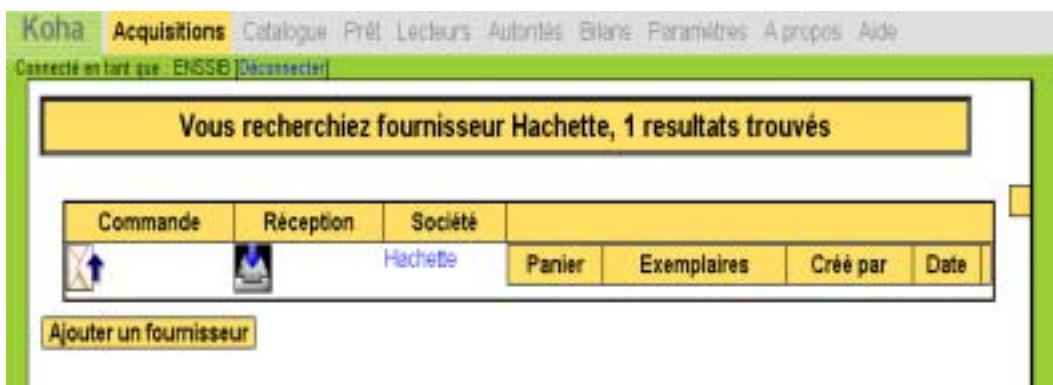 Koha Acquisitions Catalogue Prêt Lecteurs Autorités Bilans Paramètres A propos Aide
Connecté en tant que : ENSSIB [Déconnecter]
Vous recherchiez fournisseur Hachette, 1 resultats trouvés
Commande Réception Société
Hachette Panier Exemplaires Créé par Date
Ajouter un fournisseur